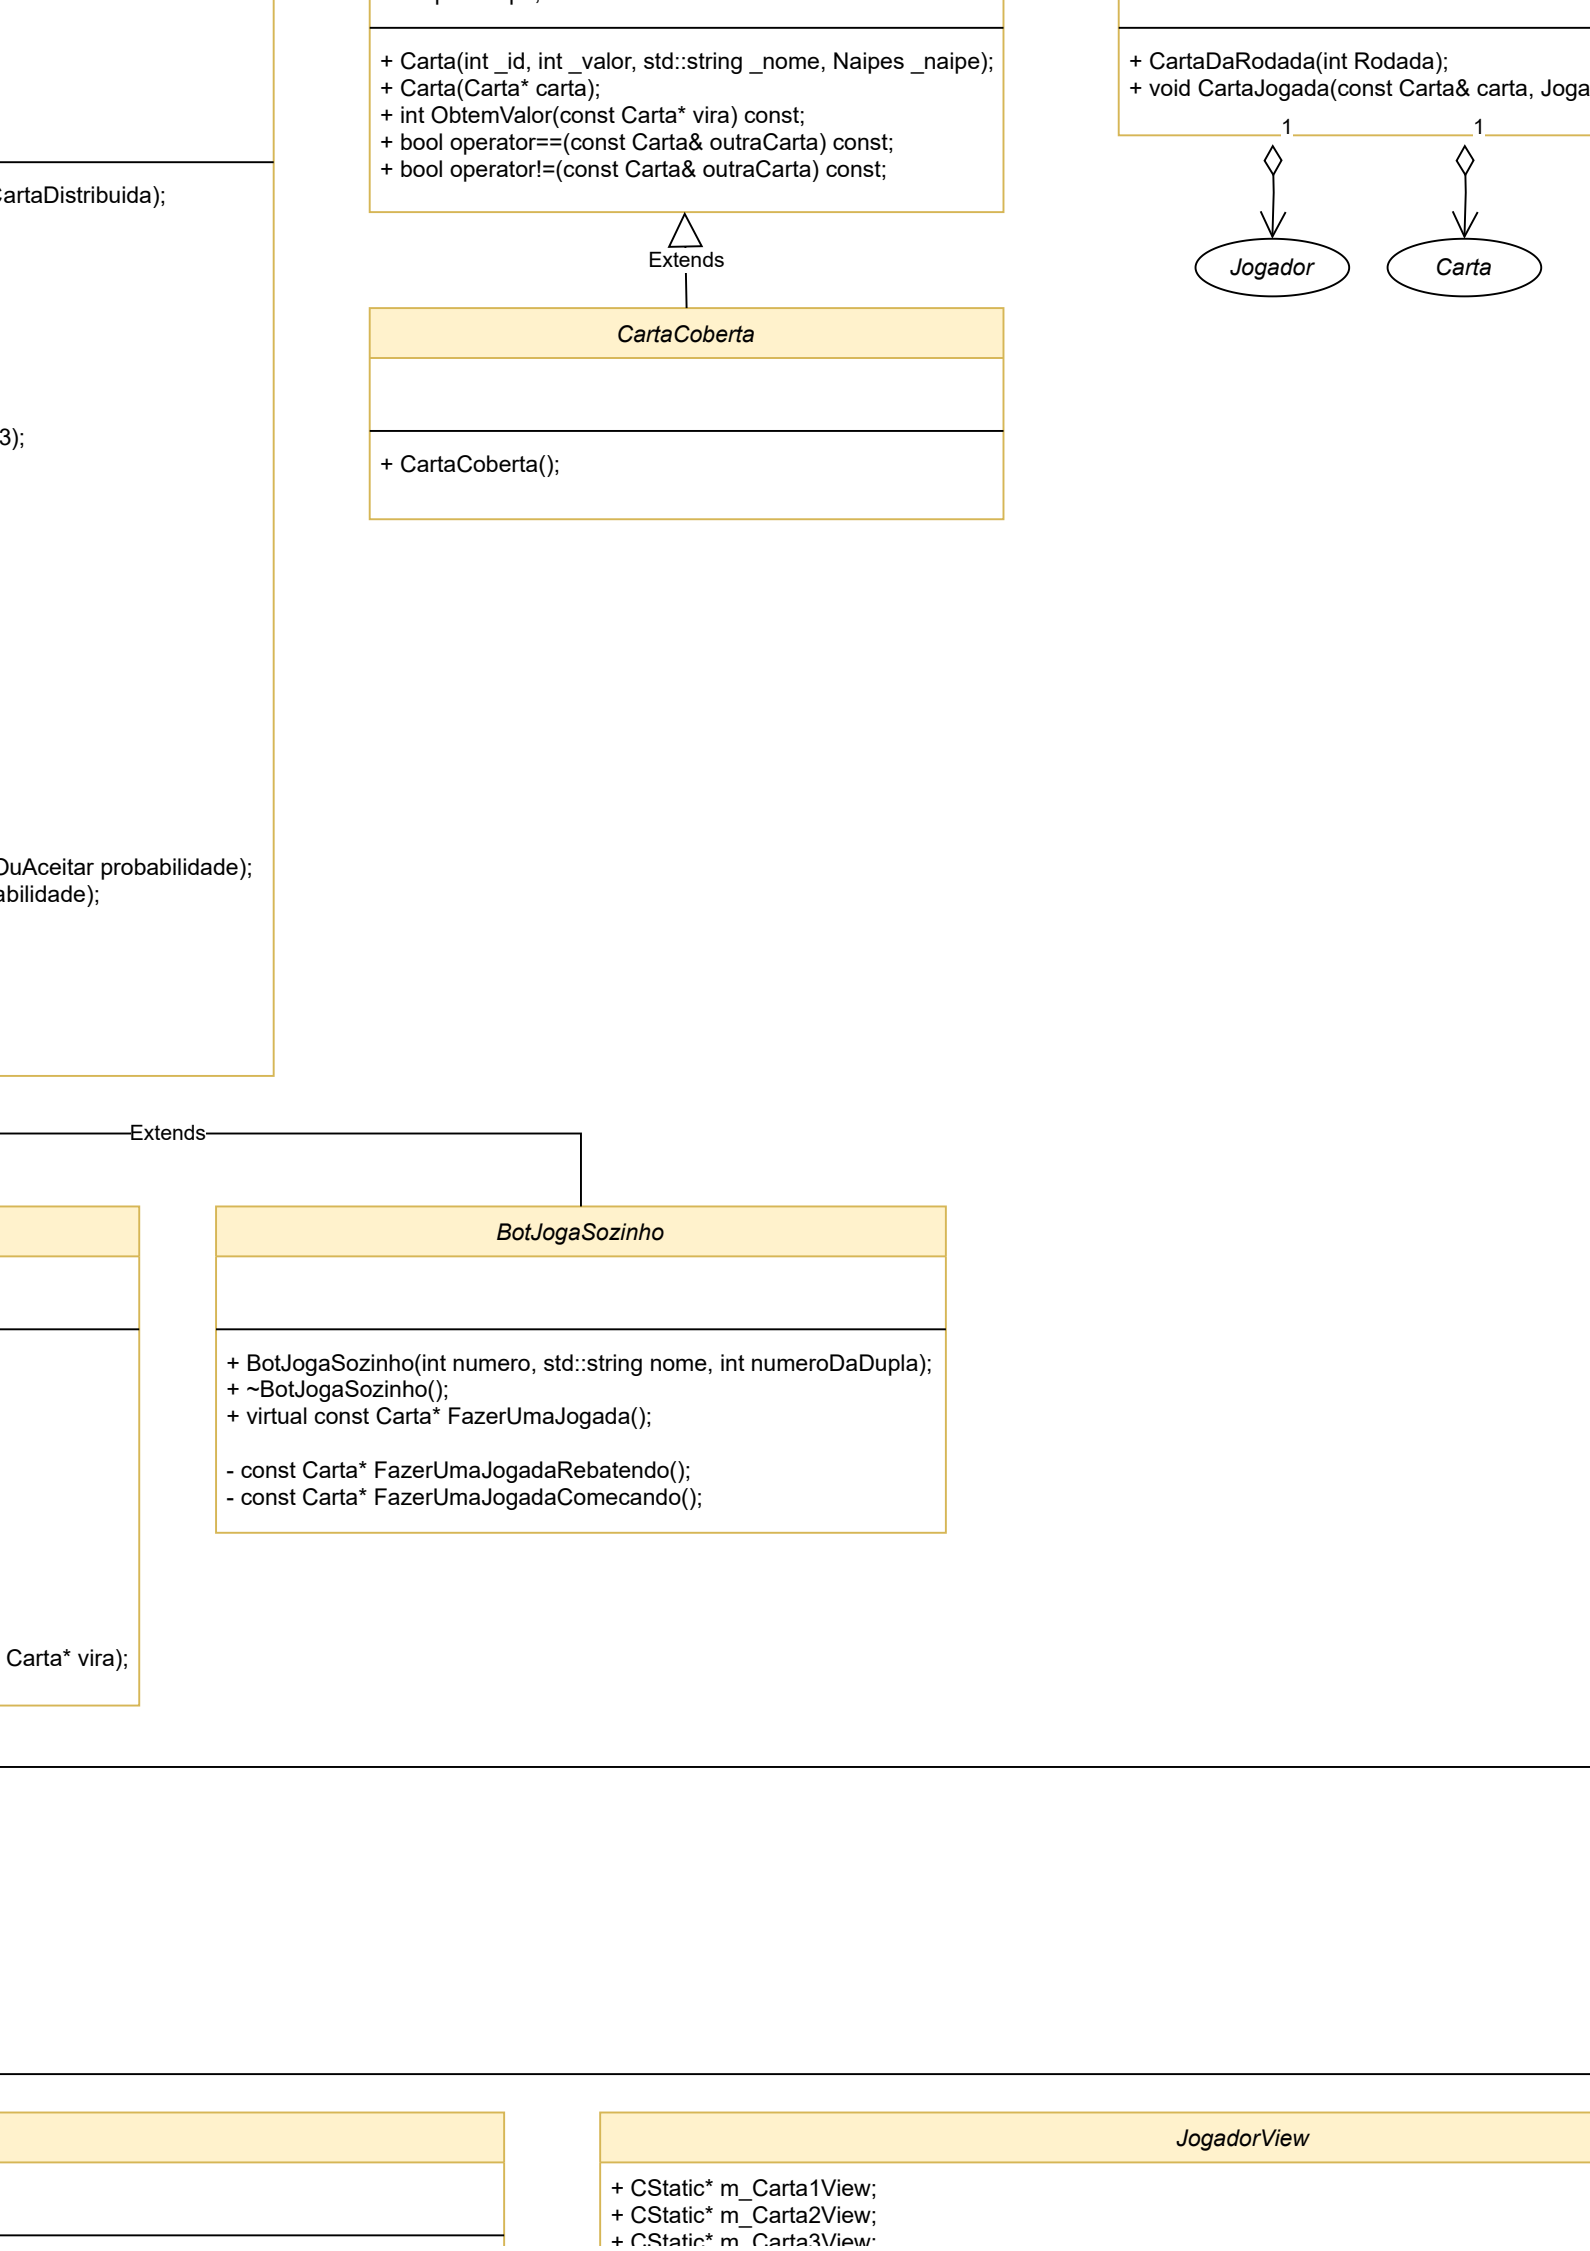 + Carta(int _id, int _valor, std::string _nome, Naipes _naipe);
+ Carta(Carta* carta);
+ int ObtemValor(const Carta* vira) const;
+ bool operator==(const Carta& outraCarta) const;
+ bool operator!=(const Carta& outraCarta) const;
Extends
CartaCoberta
+ CartaCoberta();
+ CartaDaRodada(int Rodada);
+ void CartaJogada(const Carta& carta, Joga
1
1
Jogador
Carta
CartaDistribuida);
3);
OuAceitar probabilidade);
abilidade);
Extends
BotJogaSozinho
+ BotJogaSozinho(int numero, std::string nome, int numeroDaDupla);
+ ~BotJogaSozinho();
+ virtual const Carta* FazerUmaJogada();
- const Carta* FazerUmaJogadaRebatendo();
- const Carta* FazerUmaJogadaComecando();
Carta* vira);
JogadorView
+ CStatic* m_Carta1View;
+ CStatic* m_Carta2View;
+ CStatic* m_Carta3View;